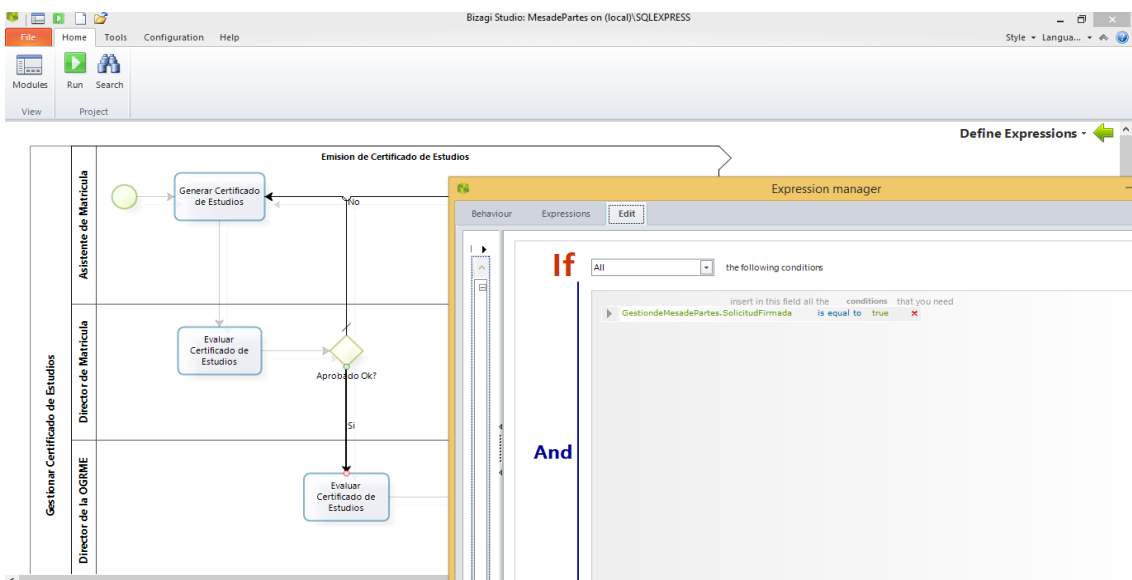 Bizagi Studio: MesadePartes on (local)\SQLEXPRESS
File Home Tools Configuration Help
Style Langua...
Modules Run Search
View Project
Define Expressions
Emision de Certificado de Estudios
Gestionar Certificado de Estudios
Asistente de Matrícula
Generar Certificado
de Estudios
No
Director de Matrícula
Evaluar
Certificado de
Estudios
Aprobado Ok?
Si
Director de la OGRME
Evaluar
Certificado de
Estudios
Expression manager
Behaviour Expressions Edit
If All the following conditions
insert in this field all the conditions that you need
GestiondeMesadePartes.SolicitudFirmada is equal to true
And